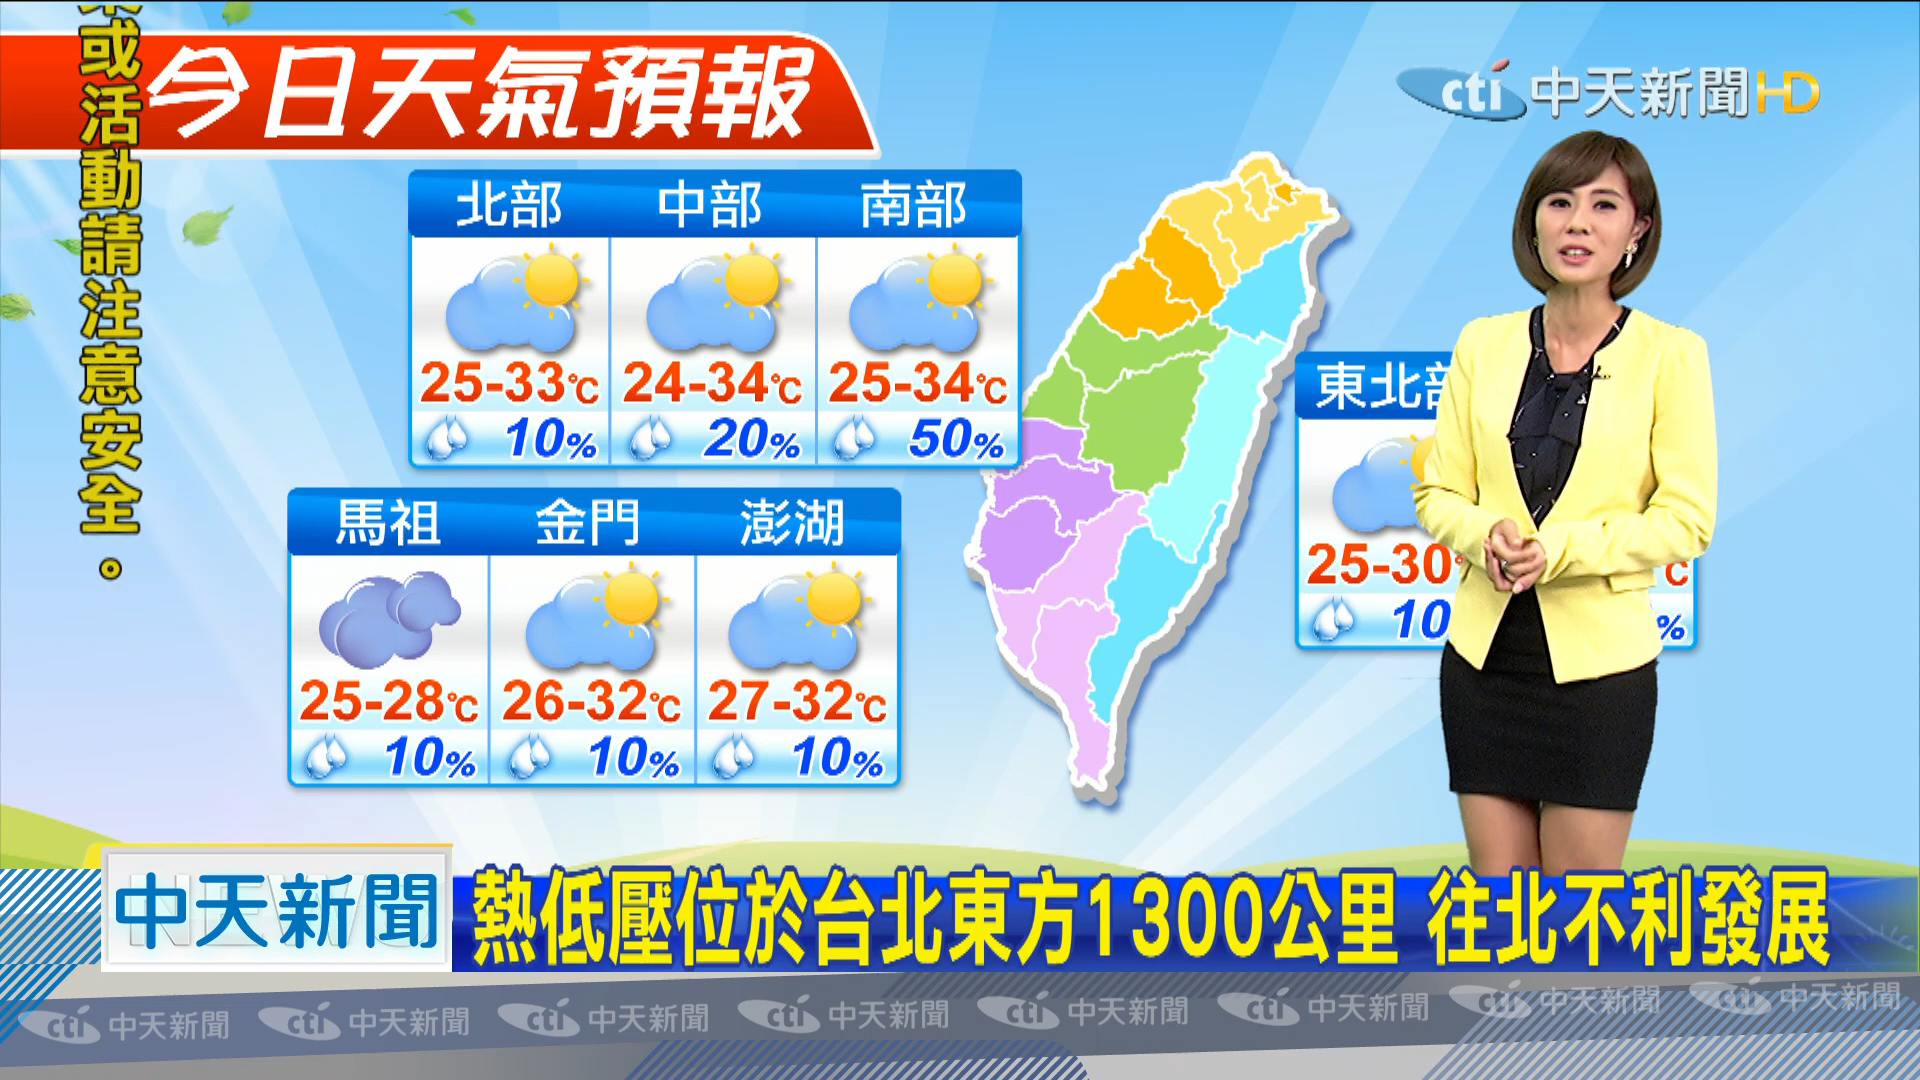 或活動請注意安全。
今日天氣預報
cti 中天新聞HD
北部 中部 南部
25-33℃ 24-34℃ 25-34℃
10% 20% 50%
東北
25-30
10 %
℃
馬祖 金門 澎湖
25-28℃ 26-32℃ 27-32℃
10% 10% 10%
中天新聞
熱低壓位於台北東方1300公里 往北不利發展
cti 中天新聞 cti 中天新聞 cti 中天新聞 cti 中天新聞 cti 中天新聞 cti 中天新聞 cti 中天新聞 cti 中天新聞